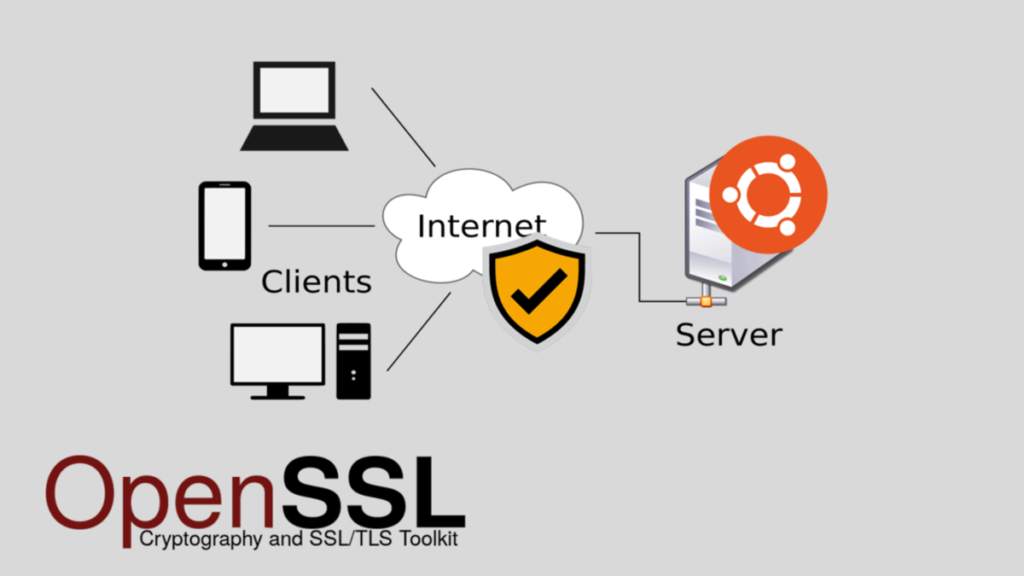 Internet
Clients
Server
OpenSSL
Cryptography and SSL/TLS Toolkit